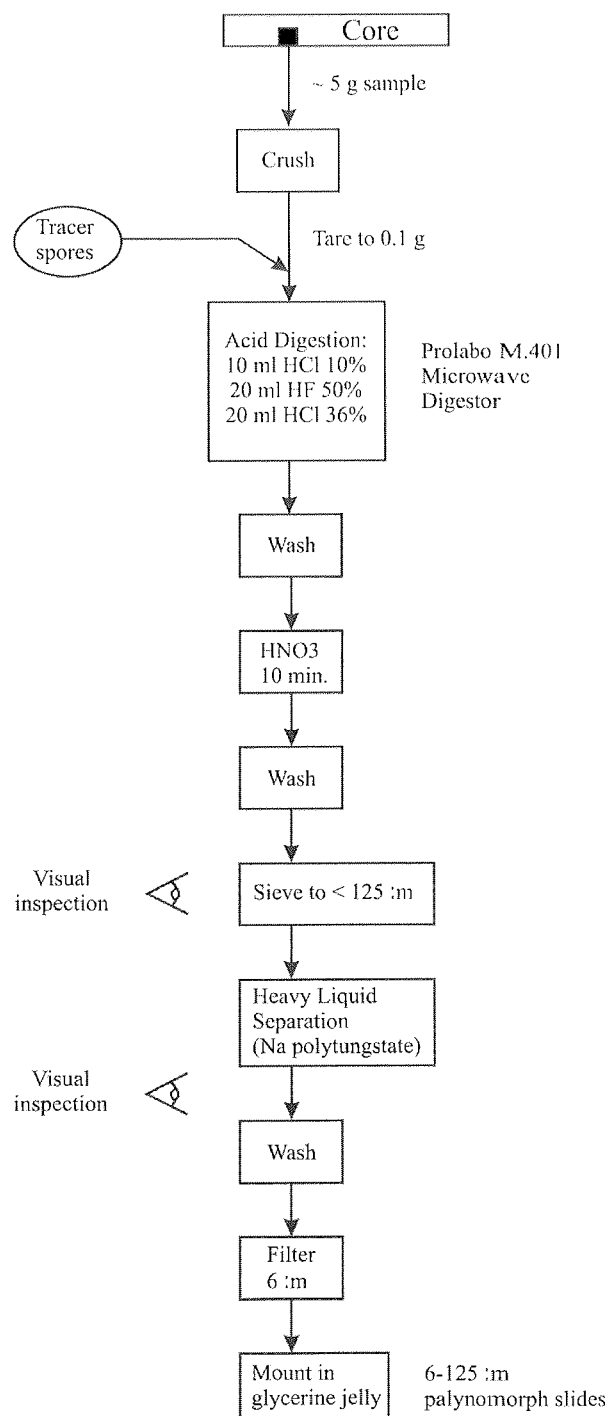 Core
~ 5 g sample
Crush
Tracer
spores
Tare to 0.1 g
Acid Digestion:
10 ml HCl 10%
20 ml HF 50%
20 ml HCl 36%
Prolabo M.401
Microwave
Digestor
Wash
HNO3
10 min.
Wash
Visual
inspection
Sieve to < 125 :m
Heavy Liquid
Separation
(Na polytungstate)
Visual
inspection
Wash
Filter
6 :m
Mount in
glycerine jelly
6-125 :m
palynomorph slides